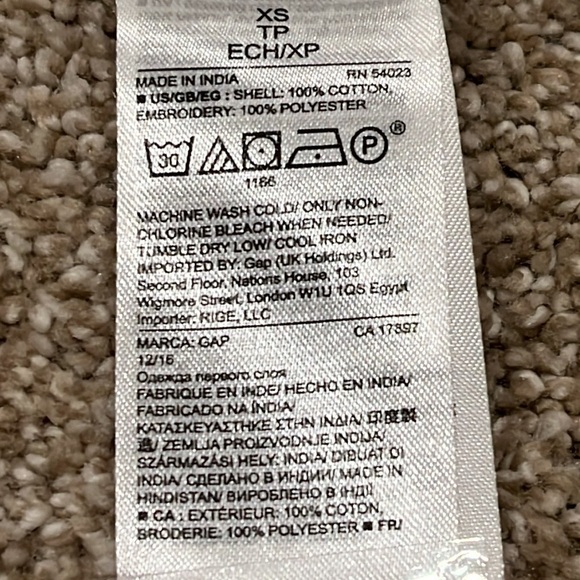 XS
TP
ECH/XP
MADE IN INDIA RN 54023
■ US/GB/EG : SHELL: 100% COTTON,
EMBROIDERY: 100% POLYESTER
30 P ®
1166
MACHINE WASH COLD/ ONLY NON-
CHLORINE BLEACH WHEN NEEDED/
TUMBLE DRY LOW/ COOL IRON
IMPORTED BY: Gap (UK Holdings) Ltd.
Second Floor, Nations House, 103
Wigmore Street, London W1U 1QS Egypt
Importer: RIGE, LLC
MARCA: GAP CA 17897
12/16
Одежда первого слоя
FABRIQUE EN INDE/ HECHO EN INDIA/
FABRICADO NA ÍNDIA/
ΚΑΤΑΣΚΕΥΑΣΤΗΚΕ ΣΤΗΝ ΙΝΔΙΑ/ 印度製
造/ ZEMLJA PROIZVODNJE INDIJA/
SZÁRMAZÁSI HELY: INDIA/ DIBUAT DI
INDIA/ СДЕЛАНО В ИНДИИ/ MADE IN
HINDISTAN/ ВИРОБЛЕНО В ІНДІЇ
■ CA : EXTÉRIEUR: 100% COTON,
BRODERIE: 100% POLYESTER ■ FR/